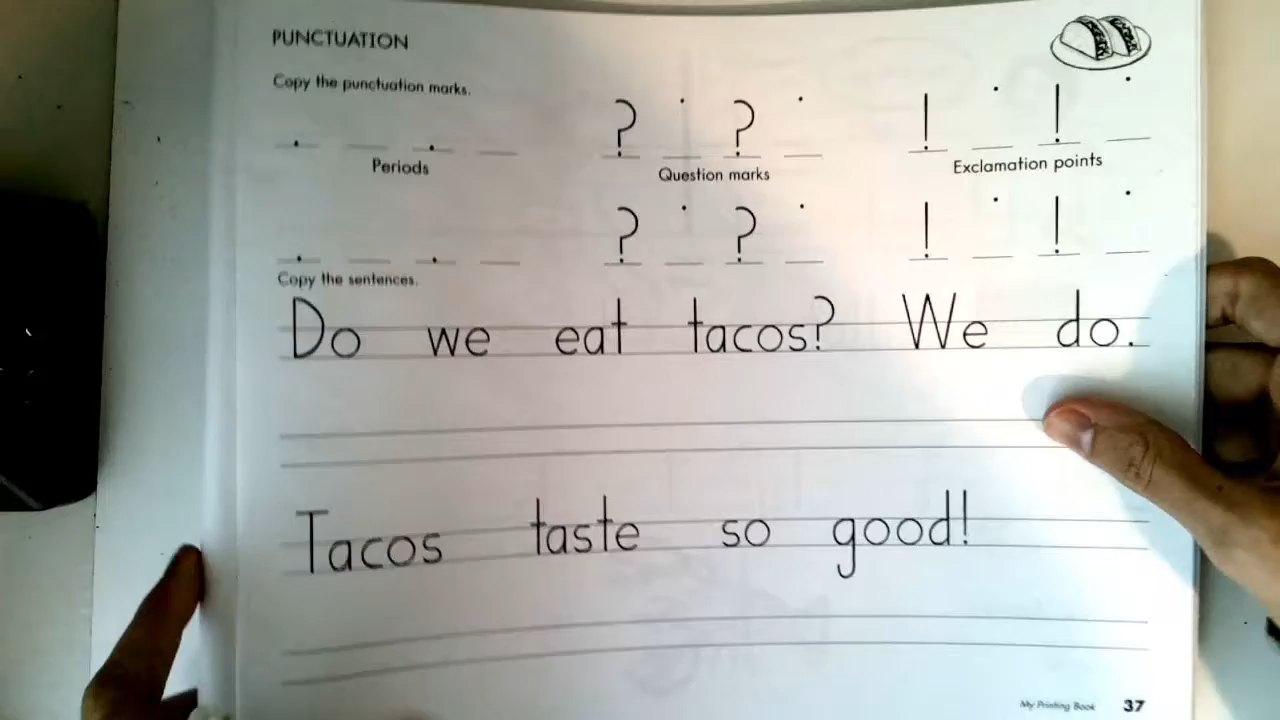 PUNCTUATION
Copy the punctuation marks.
. . ? ? ! !
Periods Question marks Exclamation points
. . ? ? ! !
Copy the sentences.
Do we eat tacos? We do.
Tacos taste so good!
My Printing Book 37